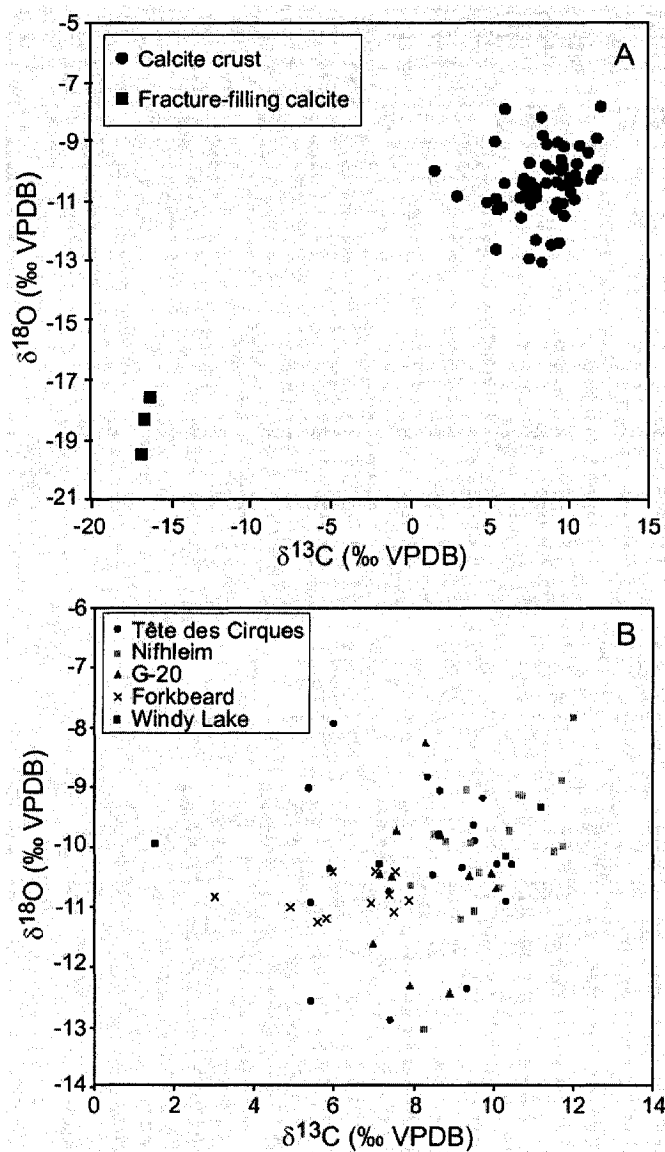 A
Calcite crust
Fracture-filling calcite
-5
-7
-9
-11
-13
-15
-17
-19
-21
δ18O (‰ VPDB)
-20 -15 -10 -5 0 5 10 15
δ13C (‰ VPDB)
B
Tête des Cirques
Nifhleim
G-20
Forkbeard
Windy Lake
-6
-7
-8
-9
-10
-11
-12
-13
-14
δ18O (‰ VPDB)
0 2 4 6 8 10 12 14
δ13C (‰ VPDB)